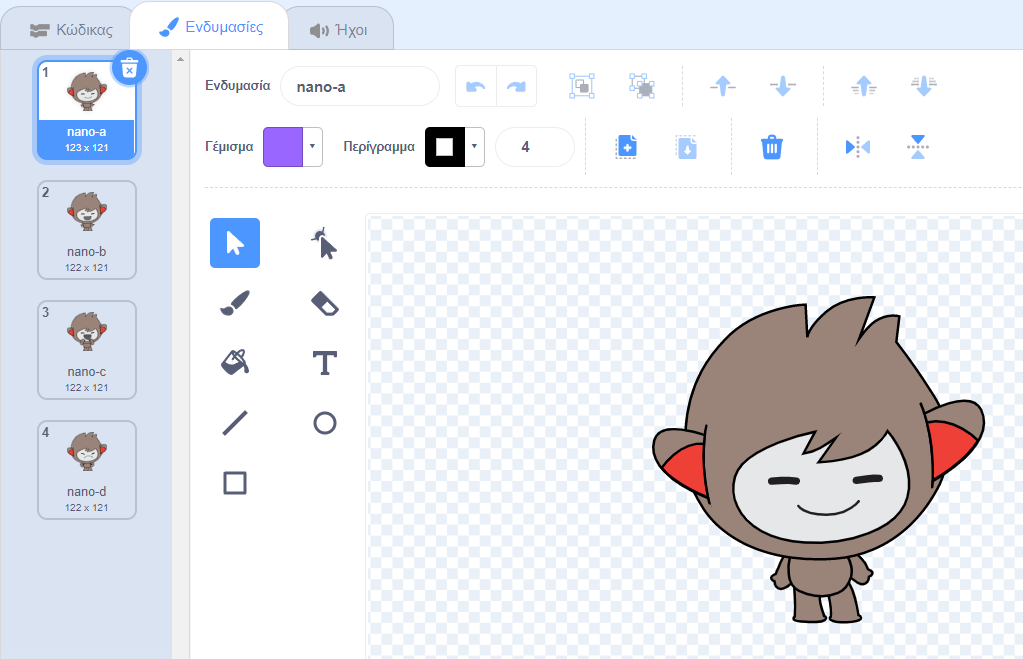 Κώδικας
Ενδυμασίες
Ήχοι
1
nano-a
123 x 121
2
nano-b
122 x 121
3
nano-c
122 x 121
4
nano-d
122 x 121
Ενδυμασία
nano-a
Γέμισμα
Περίγραμμα
4